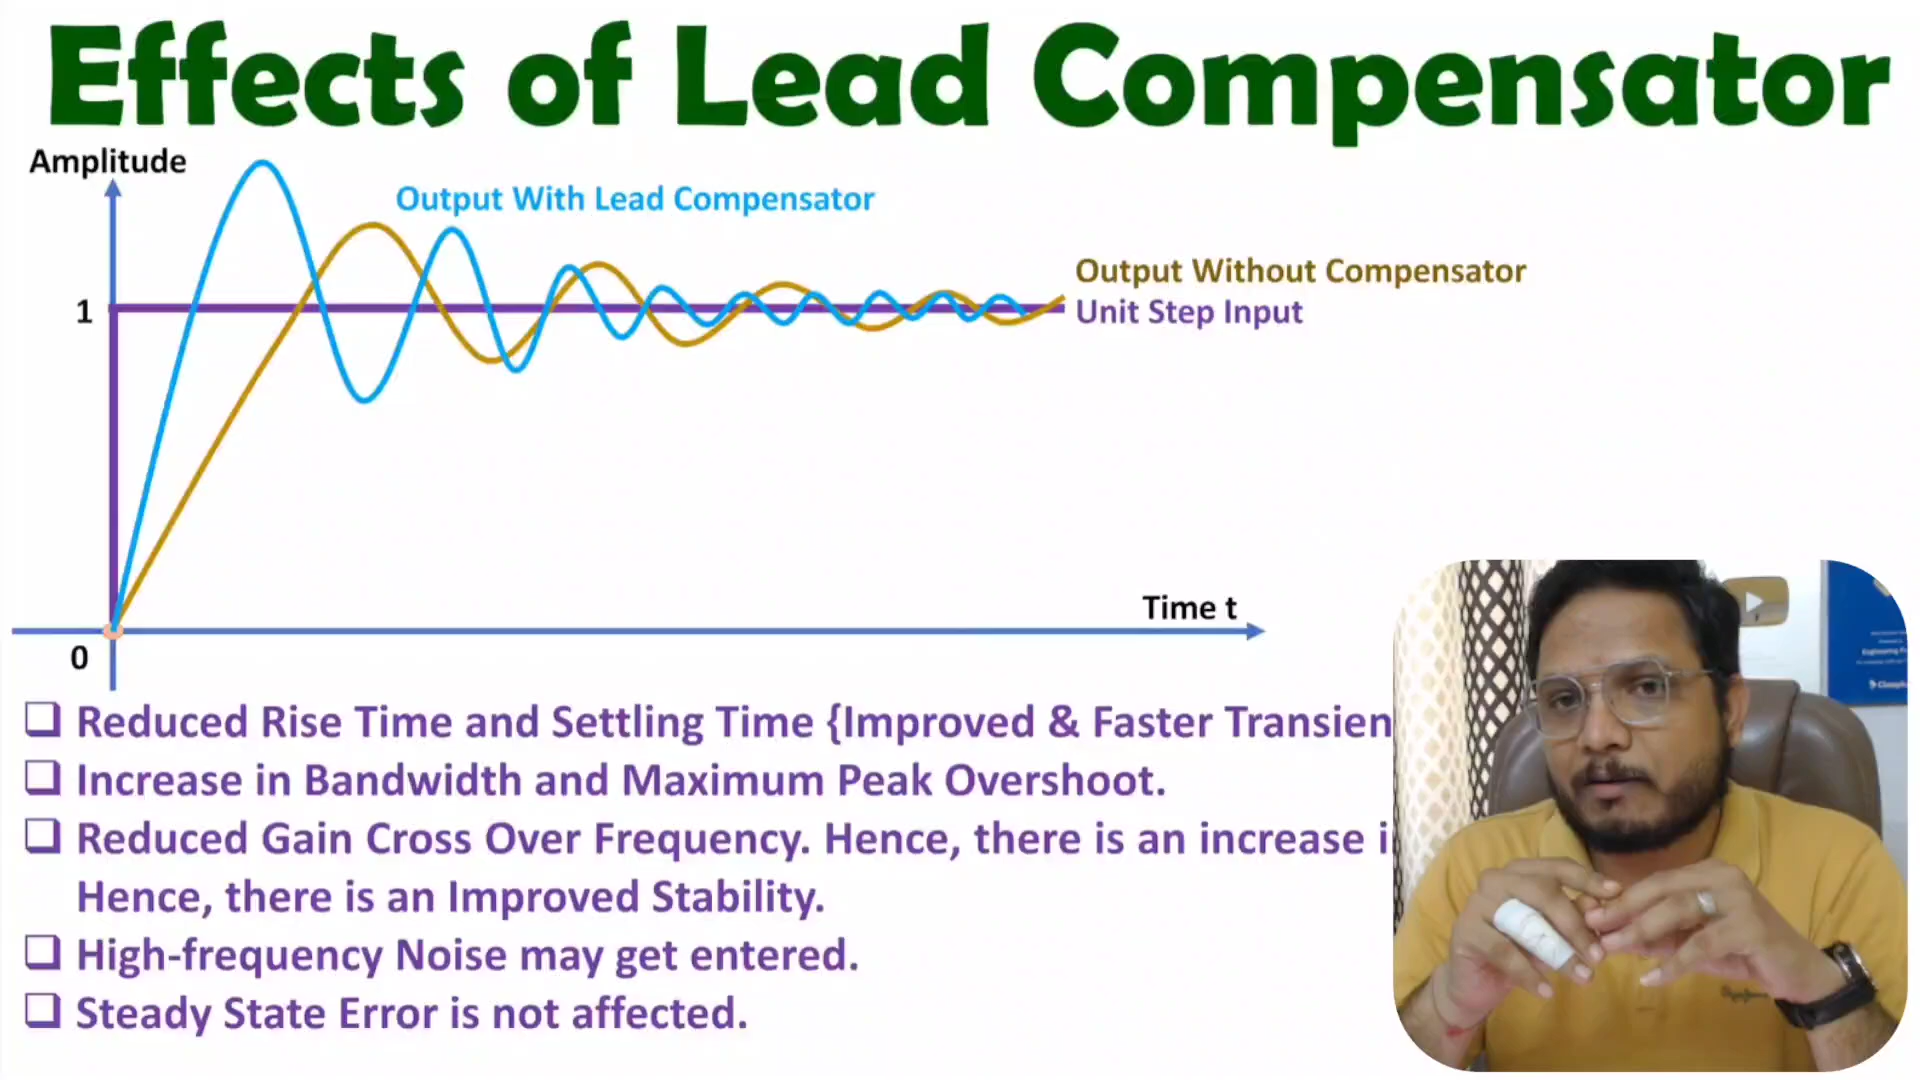 Effects of Lead Compensator
Amplitude
Output With Lead Compensator
Output Without Compensator
1
Unit Step Input
Time t
0
❑ Reduced Rise Time and Settling Time {Improved & Faster Transien
❑ Increase in Bandwidth and Maximum Peak Overshoot.
❑ Reduced Gain Cross Over Frequency. Hence, there is an increase i
Hence, there is an Improved Stability.
❑ High-frequency Noise may get entered.
❑ Steady State Error is not affected.